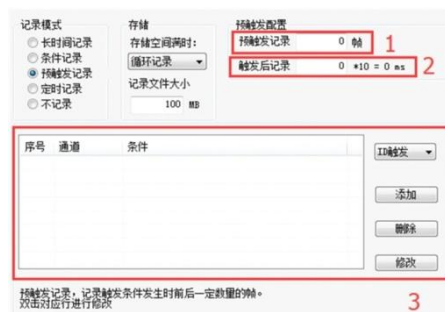 记录模式
长时间记录
条件记录
预触发记录
定时记录
不记录
存储
存储空间满时：
循环记录
记录文件大小
100 MB
预触发配置
预触发记录 0 帧
1
触发后记录 0 *10 = 0 ms
2
序号 通道 条件
ID触发
添加
删除
修改
3
预触发记录，记录触发条件发生时前后一定数量的帧。
双击对应行进行修改